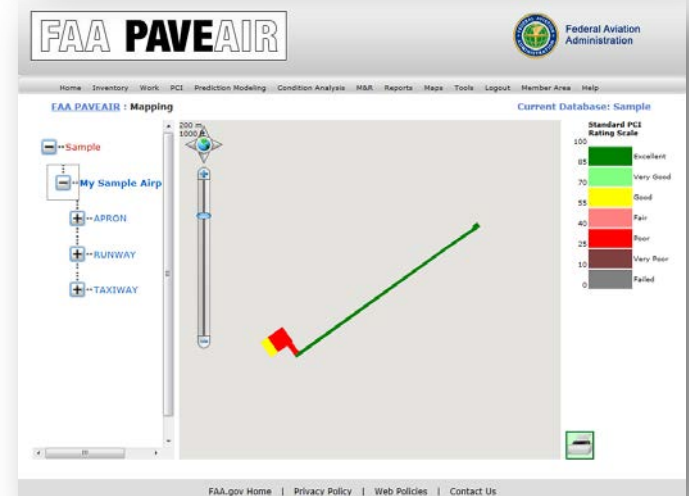 FAA PAVEAIR
Federal Aviation
Administration
Home Inventory Work PCI Prediction Modeling Condition Analysis M&R Reports Maps Tools Logout Member Area Help
FAA PAVEAIR : Mapping
Current Database: Sample
Sample
My Sample Airp
APRON
RUNWAY
TAXIWAY
200 m
1000 ft
Standard PCI
Rating Scale
100
Excellent
85
Very Good
70
Good
55
Fair
40
Poor
25
Very Poor
10
Failed
0
FAA.gov Home | Privacy Policy | Web Policies | Contact Us